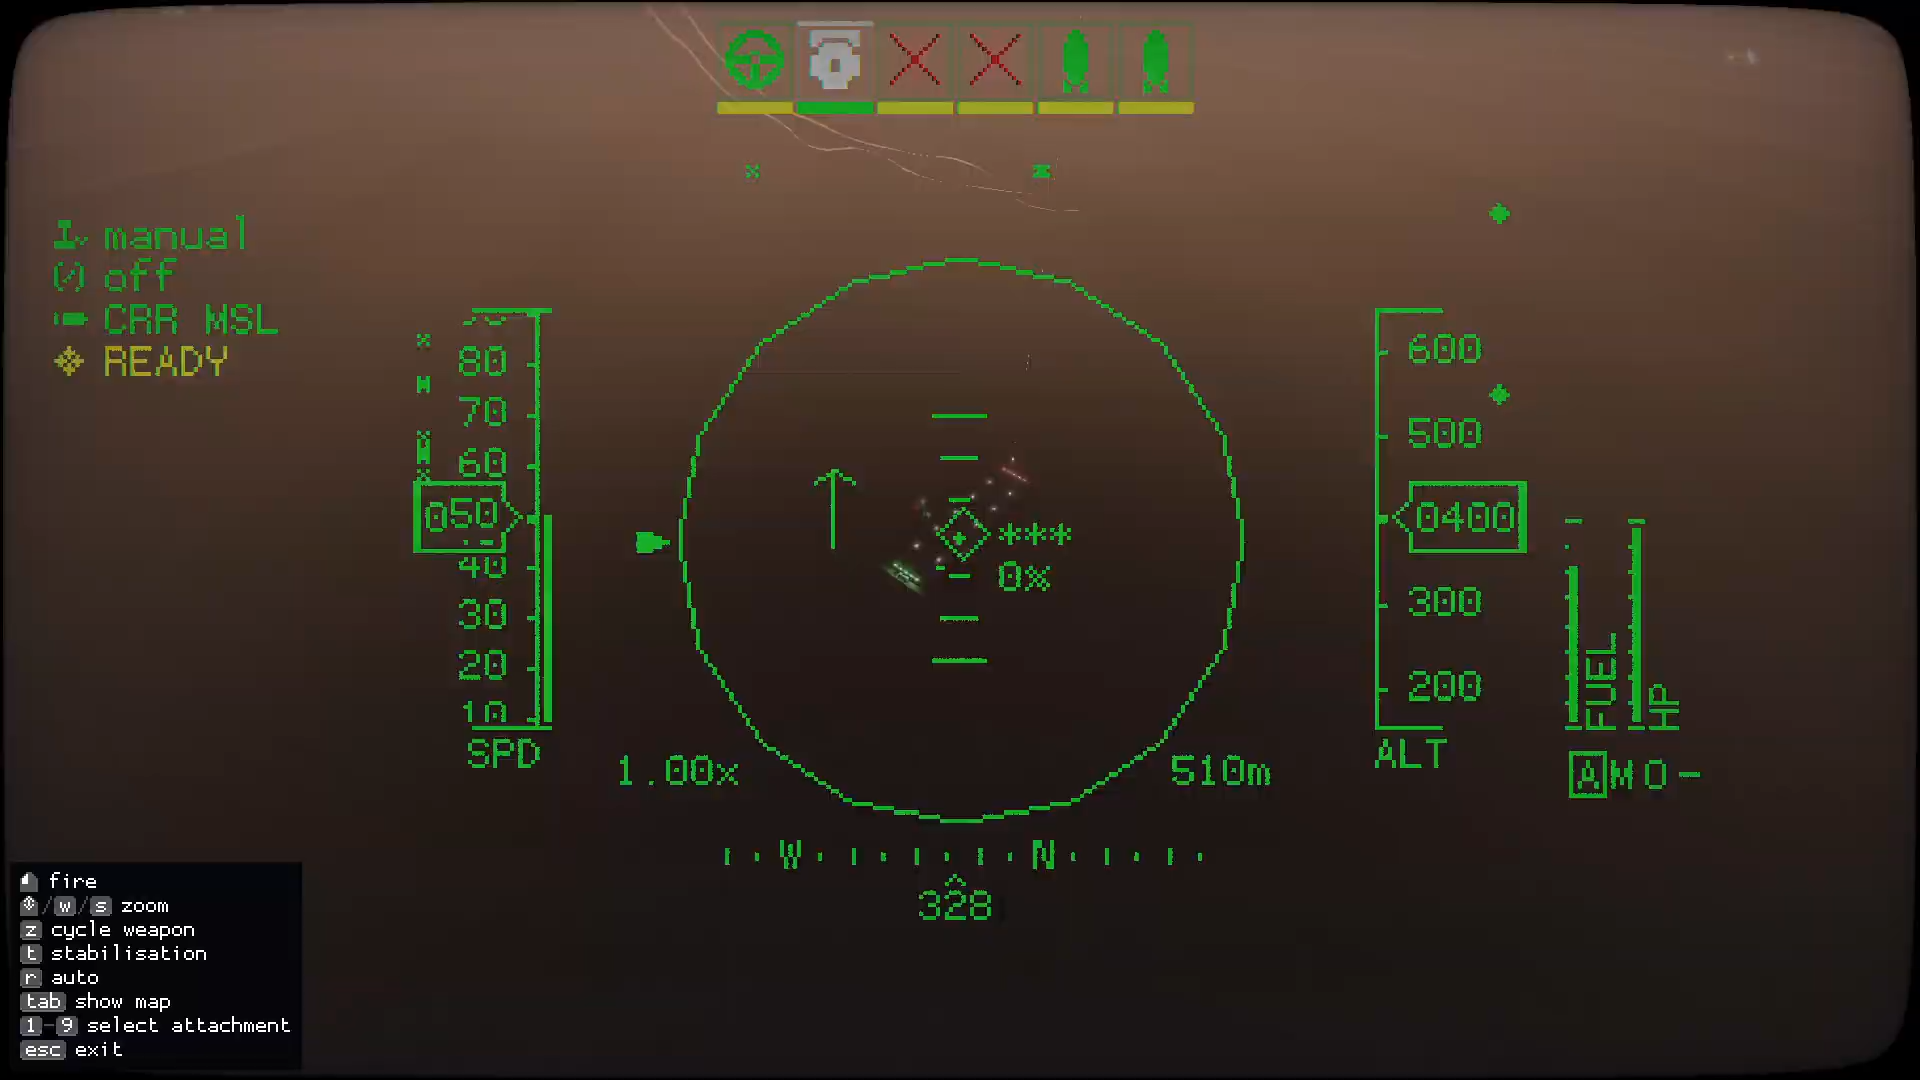 manual
off
CRR MSL
READY
80
70
60
050
40
30
20
10
SPD
***
0%
1.00x
510m
600
500
0400
300
200
ALT
FUEL
HP
AMO-
W
N
328
fire
/w/s zoom
z cycle weapon
t stabilisation
r auto
tab show map
1-9 select attachment
esc exit